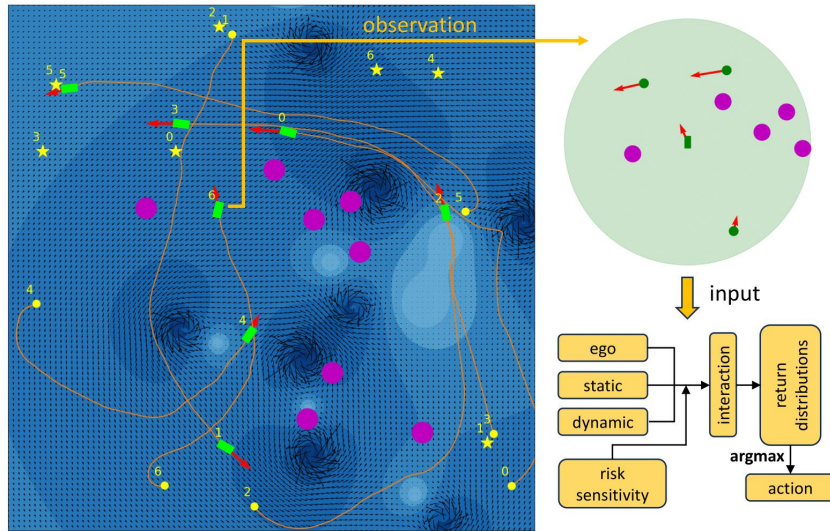 observation
2
1
6
4
5
5
3
0
3
0
6
2
5
4
4
1
3
1
6
2
0
input
ego
static
dynamic
risk
sensitivity
interaction
return
distributions
argmax
action